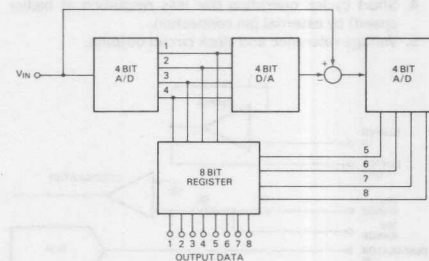 V_IN
4 BIT
A/D
1
2
3
4
4 BIT
D/A
+
−
4 BIT
A/D
8 BIT
REGISTER
5
6
7
8
1 2 3 4 5 6 7 8
OUTPUT DATA